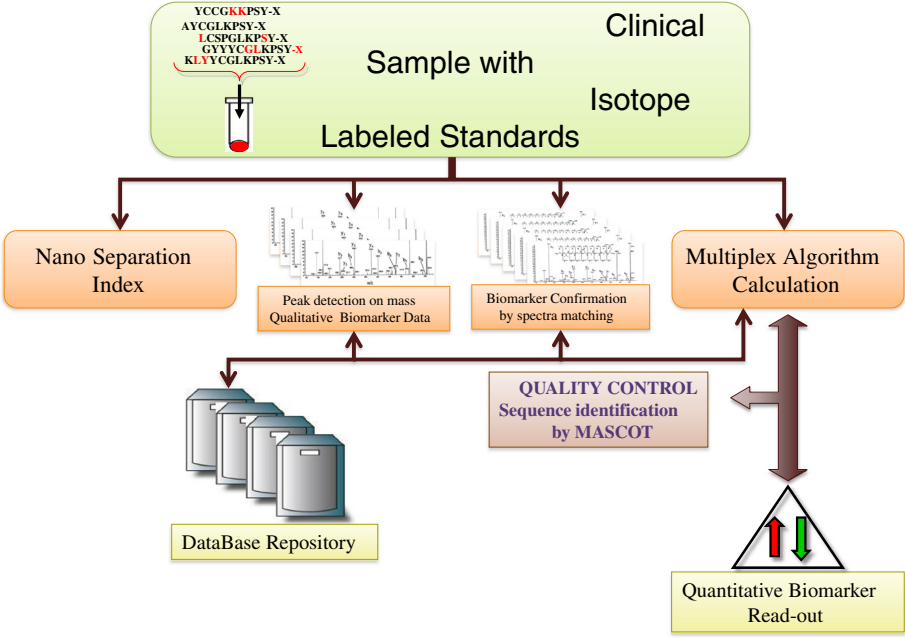 YCCGKKPSY-X
AYCGLKPSY-X
LCSPGLKPSY-X
GYYYCGLKPSY-X
KLYYCGLKPSY-X
Clinical
Sample with
Isotope
Labeled Standards
Nano Separation
Index
Peak detection on mass
Qualitative Biomarker Data
Biomarker Confirmation
by spectra matching
Multiplex Algorithm
Calculation
QUALITY CONTROL
Sequence identification
by MASCOT
DataBase Repository
Quantitative Biomarker
Read-out